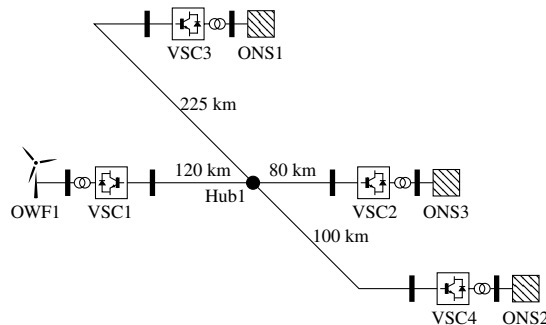 VSC3 ONS1
225 km
120 km 80 km
Hub1
OWF1 VSC1 VSC2 ONS3
100 km
VSC4 ONS2